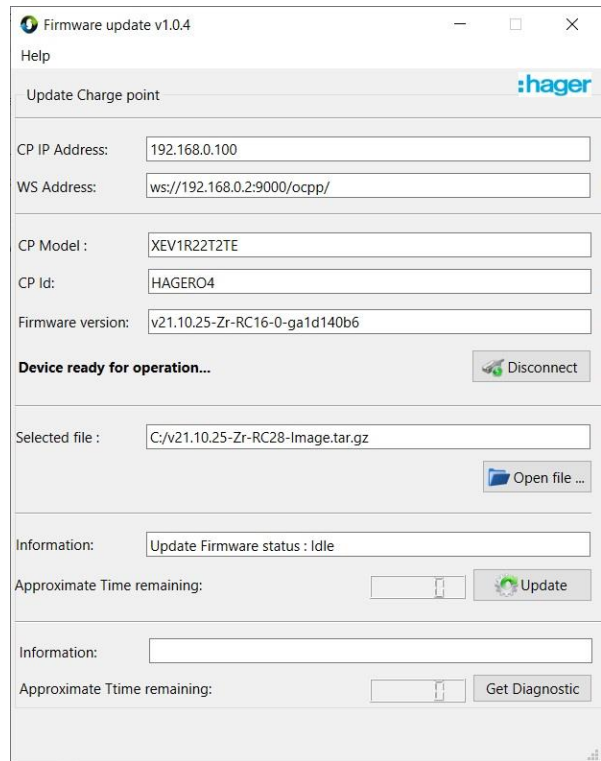 Firmware update v1.0.4
Help
:hager
Update Charge point
CP IP Address: 192.168.0.100
WS Address: ws://192.168.0.2:9000/ocpp/
CP Model : XEV1R22T2TE
CP Id: HAGERO4
Firmware version: v21.10.25-Zr-RC16-0-ga1d140b6
Device ready for operation... Disconnect
Selected file : C:/v21.10.25-Zr-RC28-Image.tar.gz
Open file ...
Information: Update Firmware status : Idle
Approximate Time remaining: 0 Update
Information:
Approximate Ttime remaining: 0 Get Diagnostic